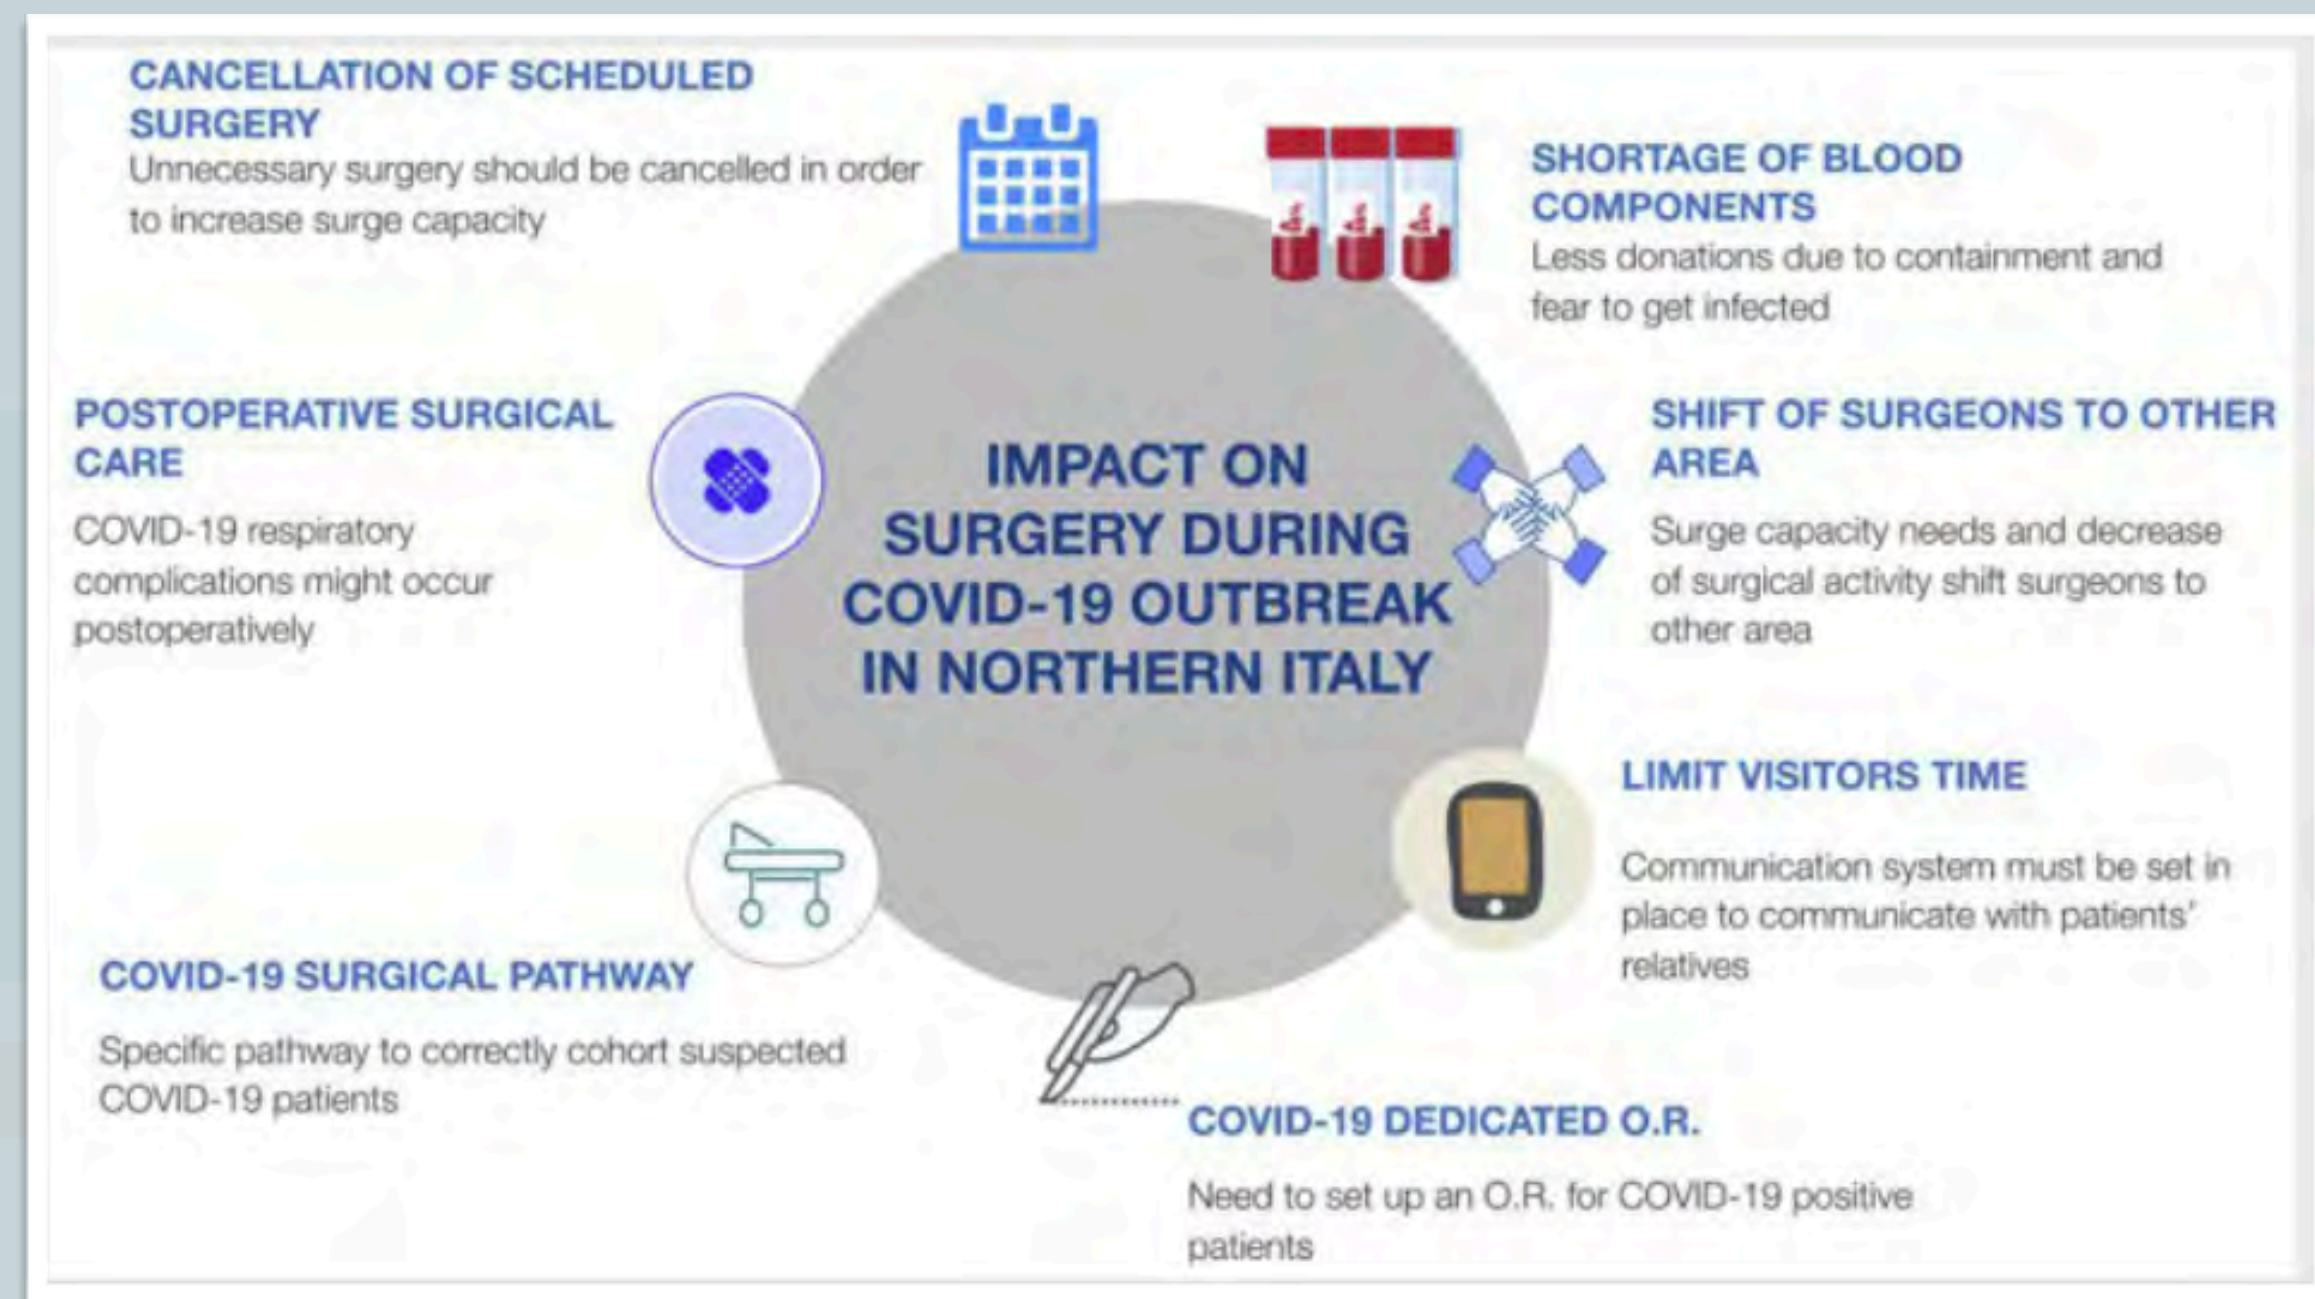 CANCELLATION OF SCHEDULED
SURGERY
Unnecessary surgery should be cancelled in order
to increase surge capacity
SHORTAGE OF BLOOD
COMPONENTS
Less donations due to containment and
fear to get infected
POSTOPERATIVE SURGICAL
CARE
COVID-19 respiratory
complications might occur
postoperatively
IMPACT ON
SURGERY DURING
COVID-19 OUTBREAK
IN NORTHERN ITALY
SHIFT OF SURGEONS TO OTHER
AREA
Surge capacity needs and decrease
of surgical activity shift surgeons to
other area
LIMIT VISITORS TIME
Communication system must be set in
place to communicate with patients'
relatives
COVID-19 SURGICAL PATHWAY
Specific pathway to correctly cohort suspected
COVID-19 patients
COVID-19 DEDICATED O.R.
Need to set up an O.R. for COVID-19 positive
patients